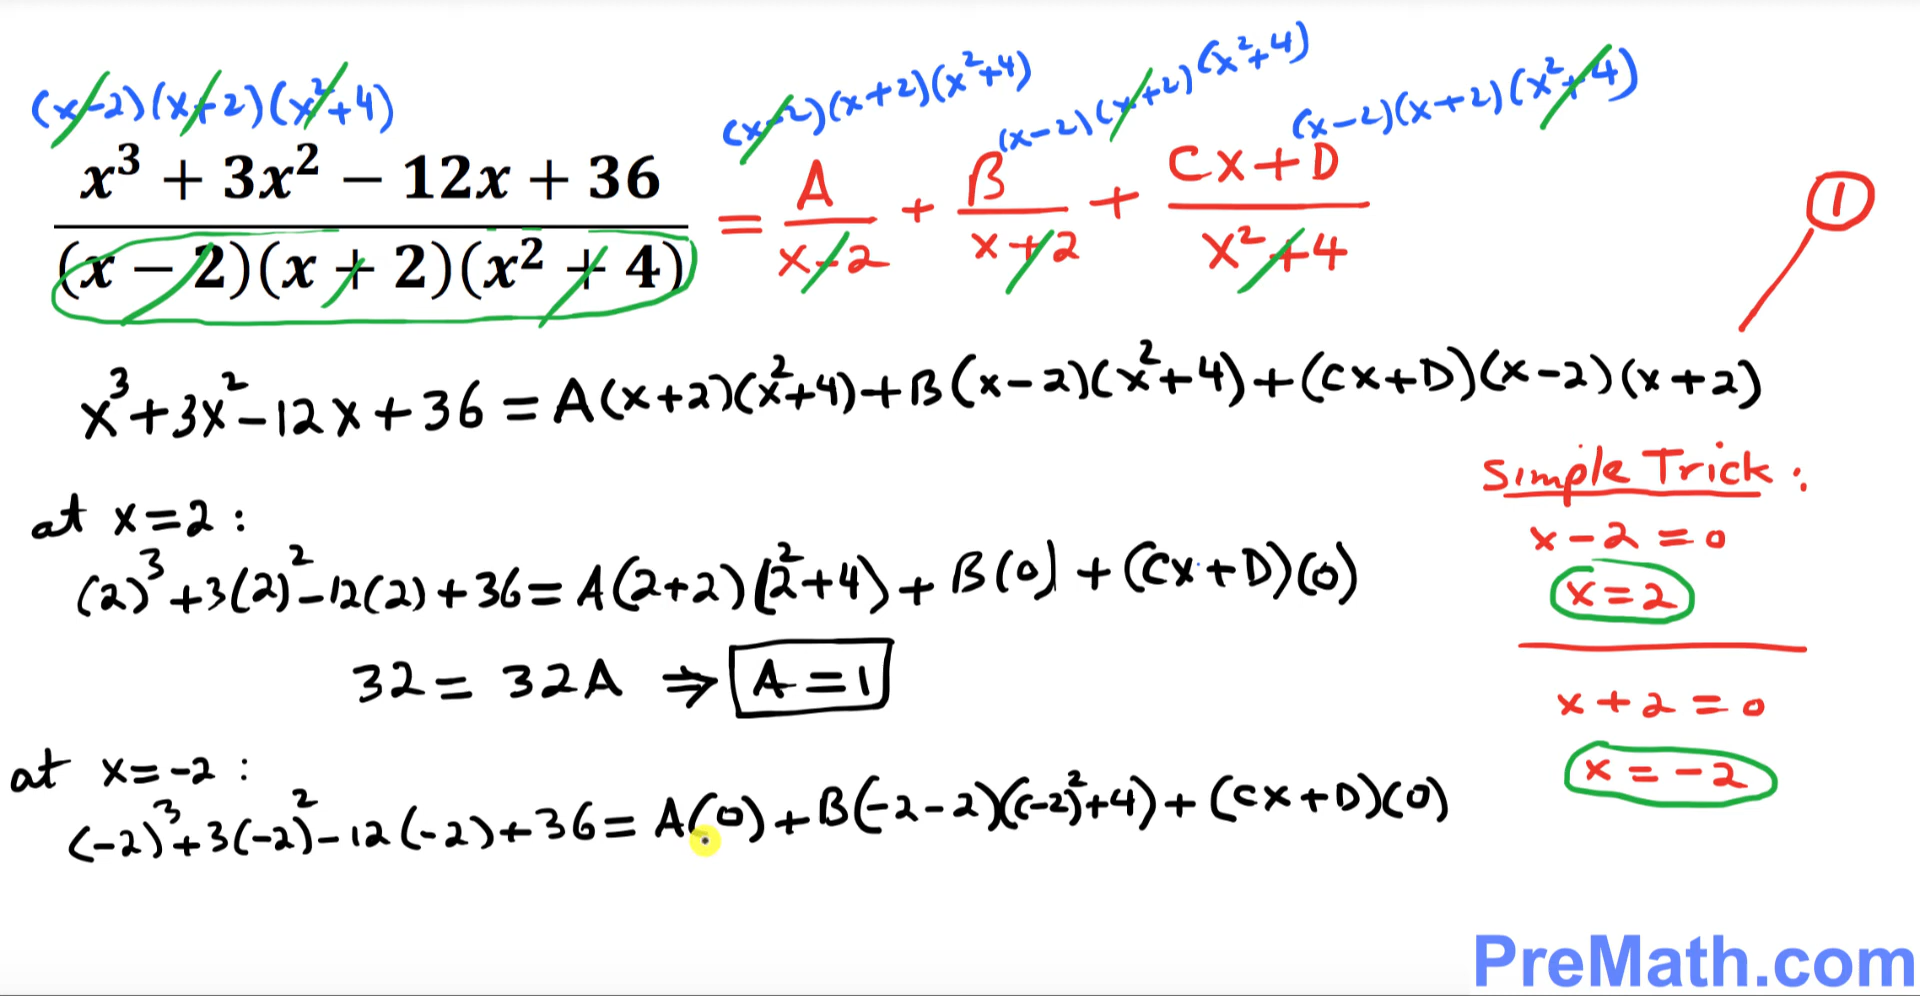 (x-2)(x+2)(x²+4) (x-2)(x+2)(x²+4) (x-2)(x+2)(x²+4) (x-2)(x+2)(x²+4)
x³ + 3x² − 12x + 36
(x − 2)(x + 2)(x² + 4)
= A/(x-2) + B/(x+2) + (Cx+D)/(x²+4)
1
x³+3x²-12x+36 = A(x+2)(x²+4)+B(x-2)(x²+4)+(Cx+D)(x-2)(x+2)
at x=2:
(2)³+3(2)²-12(2)+36= A(2+2)(2²+4)+ B(0) + (Cx+D)(0)
32 = 32A ⇒ A=1
at x=-2:
(-2)³+3(-2)²-12(-2)+36= A(0)+B(-2-2)((-2)²+4)+(Cx+D)(0)
Simple Trick:
x-2=0
x=2
x+2=0
x=-2
PreMath.com